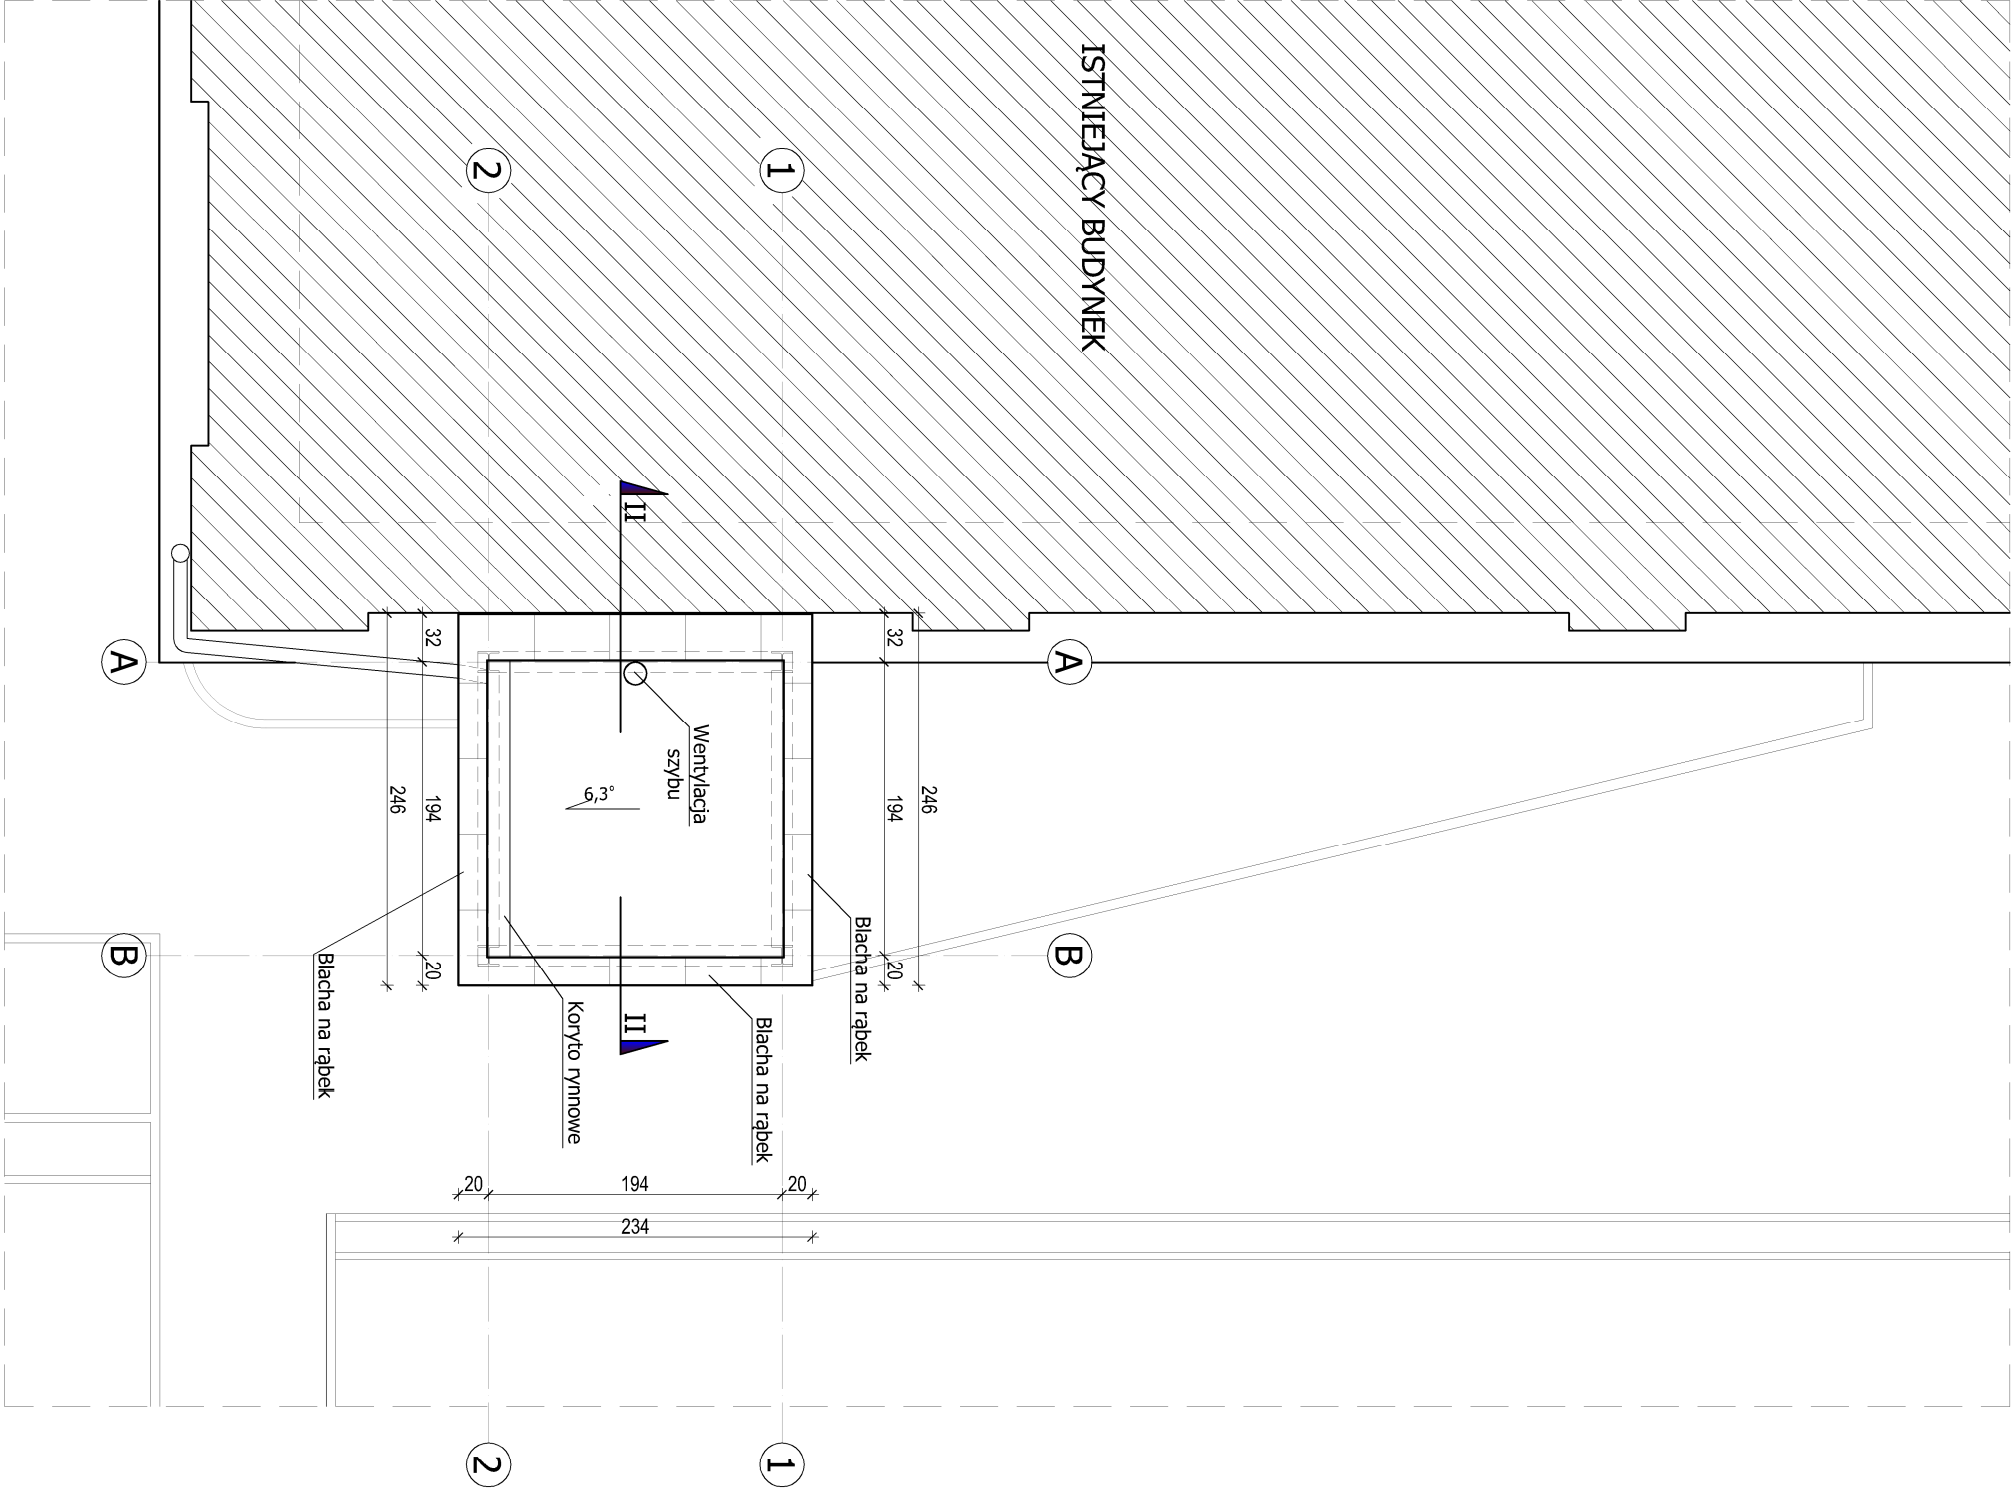 ISTNIEJĄCY BUDYNEK
2
1
II
32
32
A
A
246
194
194
246
Wentylacja
szybu
6,3°
B
B
20
20
Blacha na rąbek
Koryto rynnowe
Blacha na rąbek
Blacha na rąbek
II
20
194
20
234
2
1